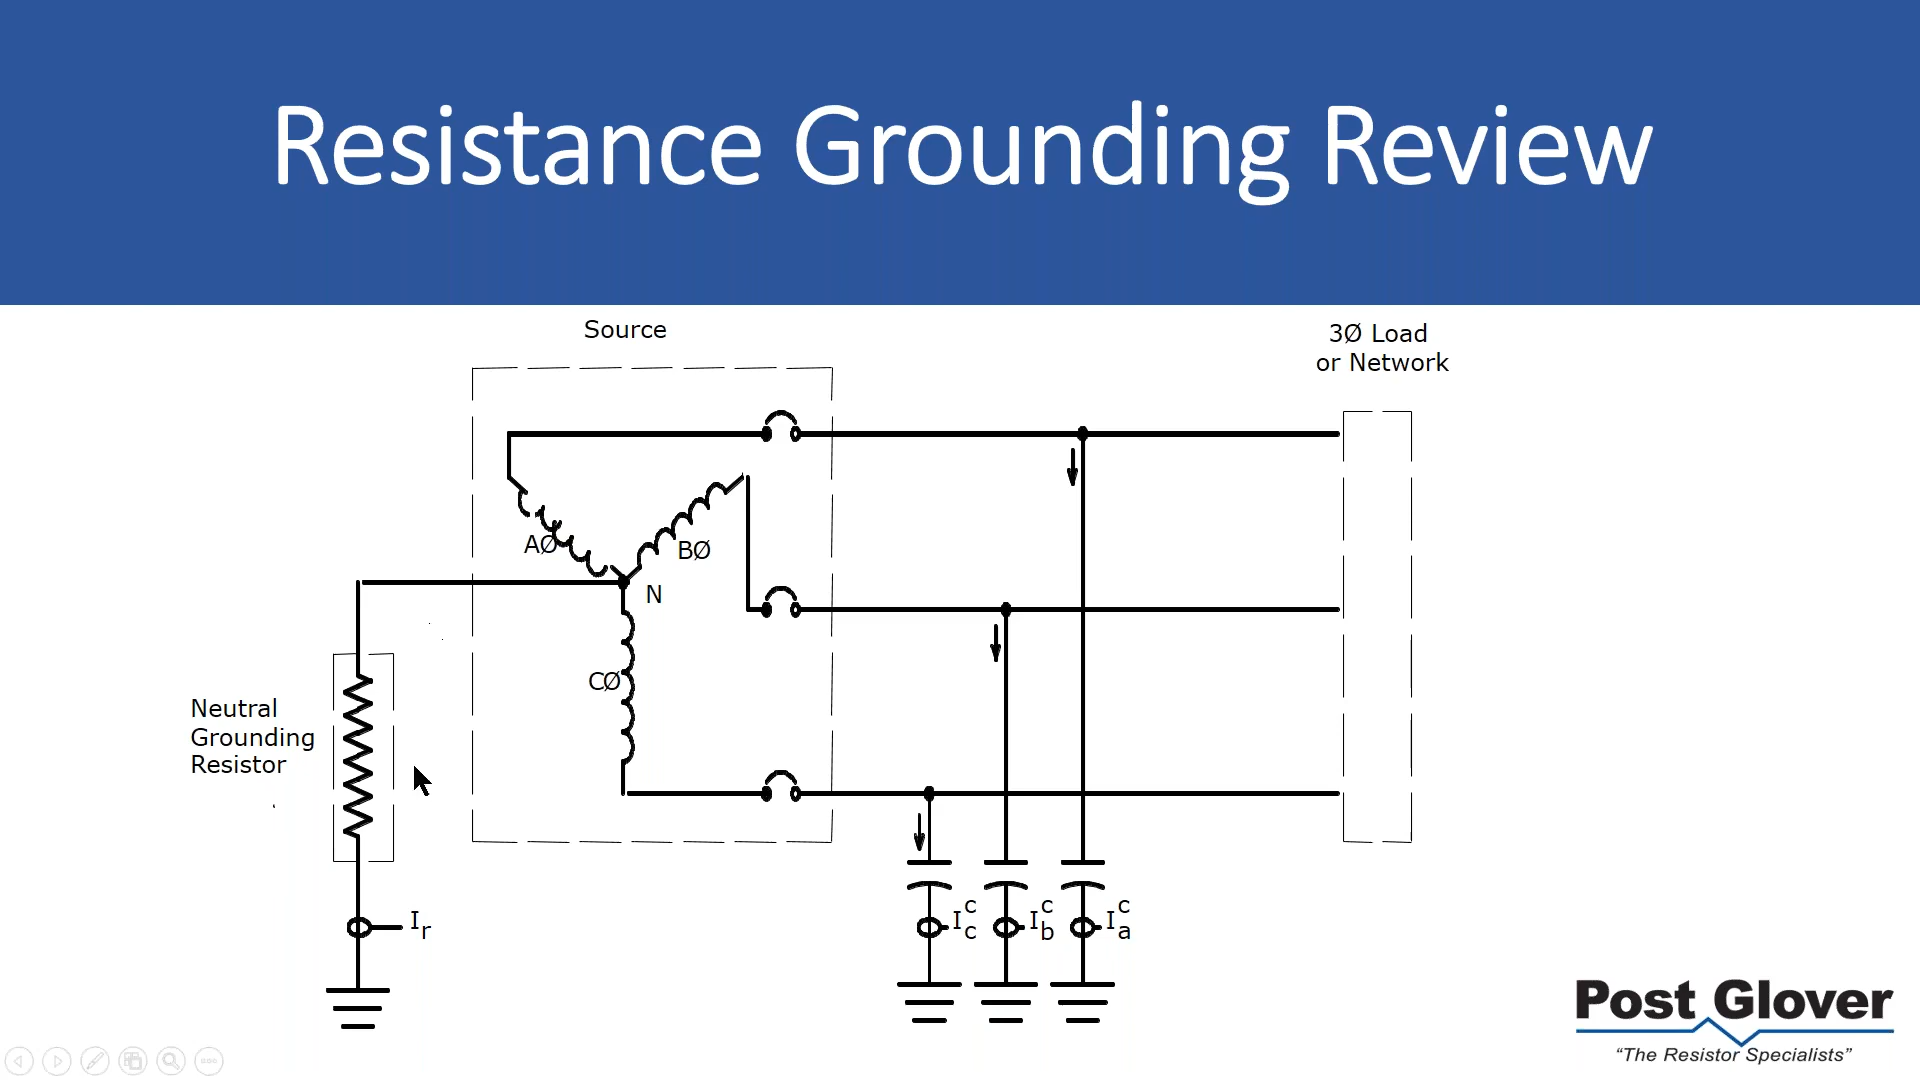 Resistance Grounding Review
Source
3Ø Load
or Network
AØ
BØ
N
CØ
Neutral
Grounding
Resistor
Ir
Icc
Icb
Ica
Post Glover
“The Resistor Specialists”